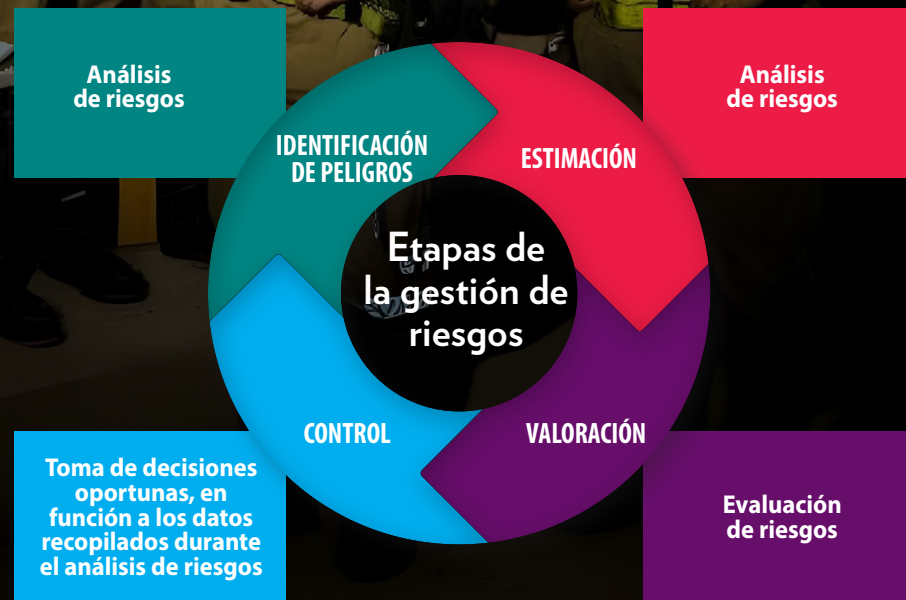 Análisis
de riesgos
Análisis
de riesgos
IDENTIFICACIÓN
DE PELIGROS
ESTIMACIÓN
Etapas de
la gestión de
riesgos
CONTROL
VALORACIÓN
Toma de decisiones
oportunas, en
función a los datos
recopilados durante
el análisis de riesgos
Evaluación
de riesgos